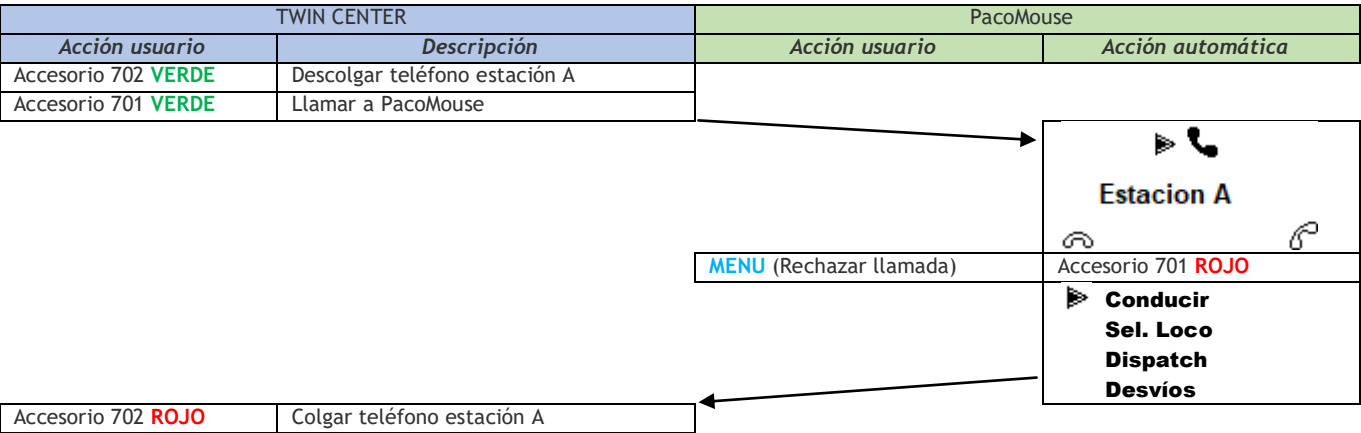 TWIN CENTER PacoMouse
Acción usuario Descripción Acción usuario Acción automática
Accesorio 702 VERDE Descolgar teléfono estación A
Accesorio 701 VERDE Llamar a PacoMouse
Estacion A
MENU (Rechazar llamada) Accesorio 701 ROJO
Conducir
Sel. Loco
Dispatch
Desvíos
Accesorio 702 ROJO Colgar teléfono estación A